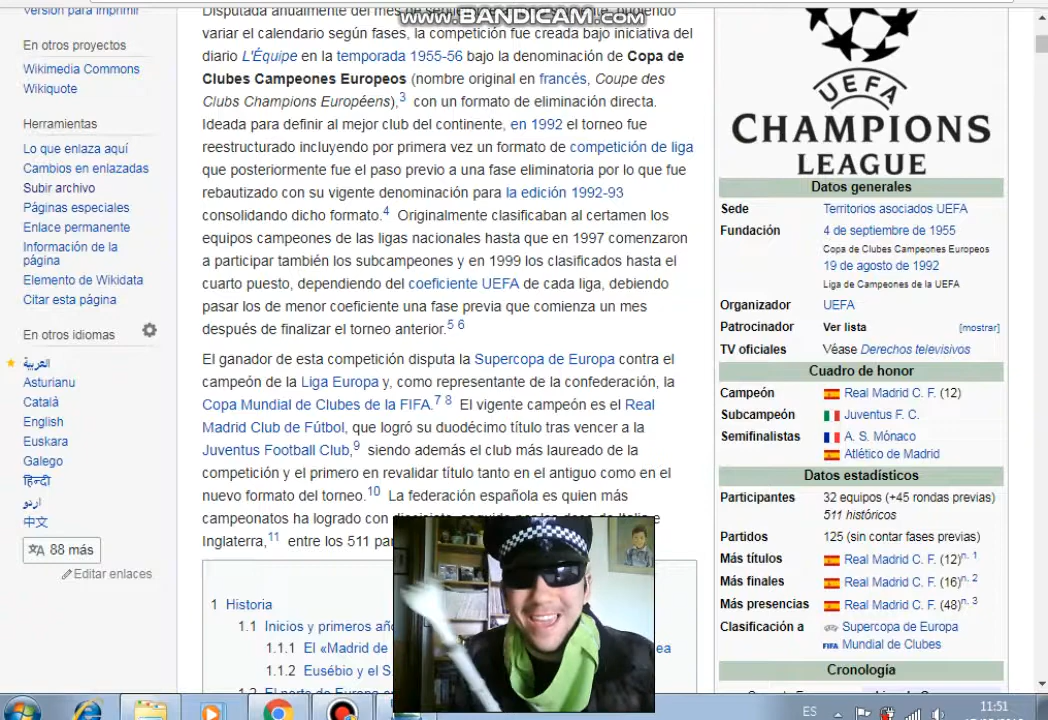 www.BANDICAM.com
Versión para imprimir
En otros proyectos
Wikimedia Commons
Wikiquote
Herramientas
Lo que enlaza aquí
Cambios en enlazadas
Subir archivo
Páginas especiales
Enlace permanente
Información de la
página
Elemento de Wikidata
Citar esta página
En otros idiomas
العربية
Asturianu
Català
English
Euskara
Galego
हिन्दी
اردو
中文
88 más
Editar enlaces
Disputada anualmente del mes de
variar el calendario según fases, la competición fue creada bajo iniciativa del
diario L'Équipe en la temporada 1955-56 bajo la denominación de Copa de
Clubes Campeones Europeos (nombre original en francés, Coupe des
Clubs Champions Européens),3 con un formato de eliminación directa.
Ideada para definir al mejor club del continente, en 1992 el torneo fue
reestructurado incluyendo por primera vez un formato de competición de liga
que posteriormente fue el paso previo a una fase eliminatoria por lo que fue
rebautizado con su vigente denominación para la edición 1992-93
consolidando dicho formato.4 Originalmente clasificaban al certamen los
equipos campeones de las ligas nacionales hasta que en 1997 comenzaron
a participar también los subcampeones y en 1999 los clasificados hasta el
cuarto puesto, dependiendo del coeficiente UEFA de cada liga, debiendo
pasar los de menor coeficiente una fase previa que comienza un mes
después de finalizar el torneo anterior.5 6
El ganador de esta competición disputa la Supercopa de Europa contra el
campeón de la Liga Europa y, como representante de la confederación, la
Copa Mundial de Clubes de la FIFA.7 8 El vigente campeón es el Real
Madrid Club de Fútbol, que logró su duodécimo título tras vencer a la
Juventus Football Club,9 siendo además el club más laureado de la
competición y el primero en revalidar título tanto en el antiguo como en el
nuevo formato del torneo.10 La federación española es quien más
campeonatos ha logrado con
Inglaterra,11 entre los 511
1 Historia
1.1 Inicios y primeros
1.1.1 El «Madrid de
1.1.2 Eusébio y el
UEFA
CHAMPIONS
LEAGUE
Datos generales
Sede Territorios asociados UEFA
Fundación 4 de septiembre de 1955
Copa de Clubes Campeones Europeos
19 de agosto de 1992
Liga de Campeones de la UEFA
Organizador UEFA
Patrocinador Ver lista [mostrar]
TV oficiales Véase Derechos televisivos
Cuadro de honor
Campeón Real Madrid C. F. (12)
Subcampeón Juventus F. C.
Semifinalistas A. S. Mónaco
Atlético de Madrid
Datos estadísticos
Participantes 32 equipos (+45 rondas previas)
511 históricos
Partidos 125 (sin contar fases previas)
Más títulos Real Madrid C. F. (12)n. 1
Más finales Real Madrid C. F. (16)n. 2
Más presencias Real Madrid C. F. (48)n. 3
Clasificación a Supercopa de Europa
FIFA Mundial de Clubes
Cronología
ES
11:51